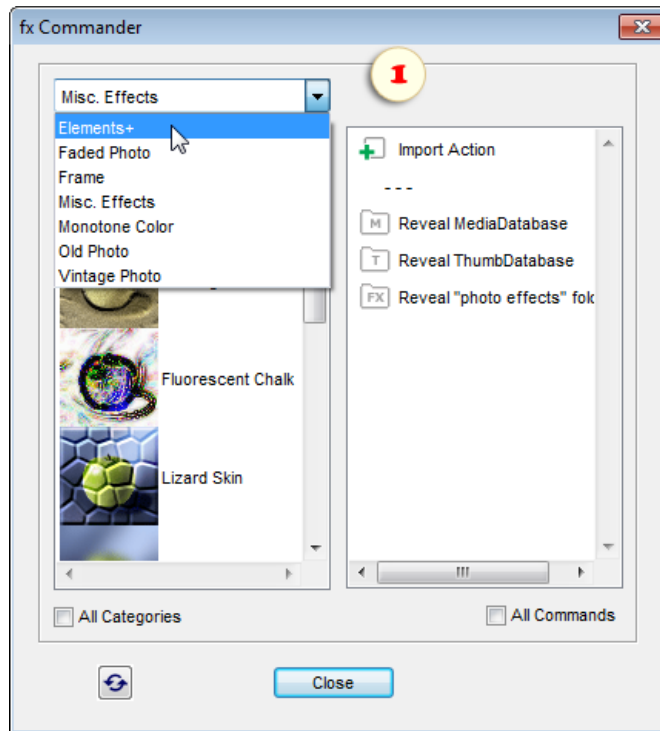 fx Commander
1
Misc. Effects
Elements+
Faded Photo
Frame
Misc. Effects
Monotone Color
Old Photo
Vintage Photo
Fluorescent Chalk
Lizard Skin
Import Action
- - -
M Reveal MediaDatabase
T Reveal ThumbDatabase
FX Reveal "photo effects" fold
All Categories
All Commands
Close